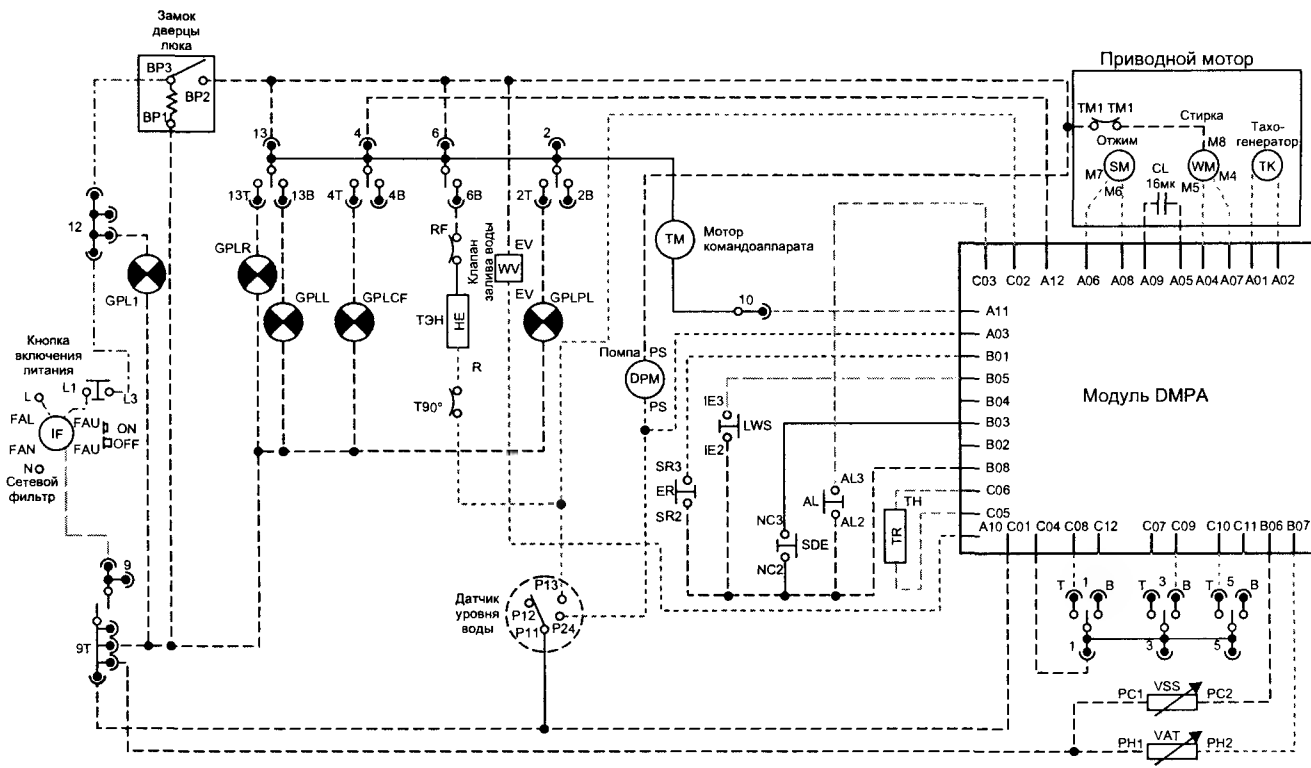 Замок
дверцы
люка
BP3
BP2
BP1
Приводной мотор
TM1 TM1
Стирка
Тахо-
генератор
Отжим
M8
SM
WM
TK
M7
M6
CL
16мк
M5
M4
13
4
6
2
13T
13B
4T
4B
6B
2T
2B
12
GPL1
GPLR
GPLL
GPLCF
RF
Клапан
залива воды
EV
WV
EV
ТЭН
HE
GPLPL
R
T90°
TM
Мотор
командоаппарата
10
Помпа
PS
DPM
PS
Кнопка
включения
питания
L
L1
L3
FAL
FAU
IF
ON
OFF
FAN
FAU
N
Сетевой
фильтр
9
9T
Датчик
уровня
воды
P13
P12
P11
P24
IE3
LWS
IE2
SR3
ER
SR2
NC3
SDE
NC2
AL3
AL
AL2
TH
TR
C03
C02
A12
A06
A08
A09
A05
A04
A07
A01
A02
A11
A03
B01
B05
B04
B03
B02
B08
C06
C05
Модуль DMPA
A10
C01
C04
C08
C12
C07
C09
C10
C11
B06
B07
T
1
B
T
3
B
T
5
B
1
3
5
PC1
VSS
PC2
PH1
VAT
PH2